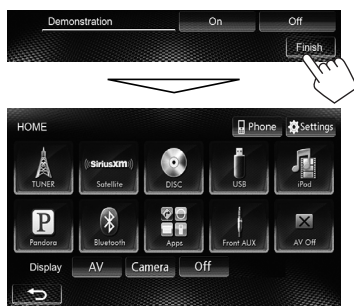 Demonstration On Off
Finish
HOME Phone Settings
TUNER SiriusXM Satellite DISC USB iPod
P
Pandora Bluetooth Apps Front AUX AV Off
Display AV Camera Off